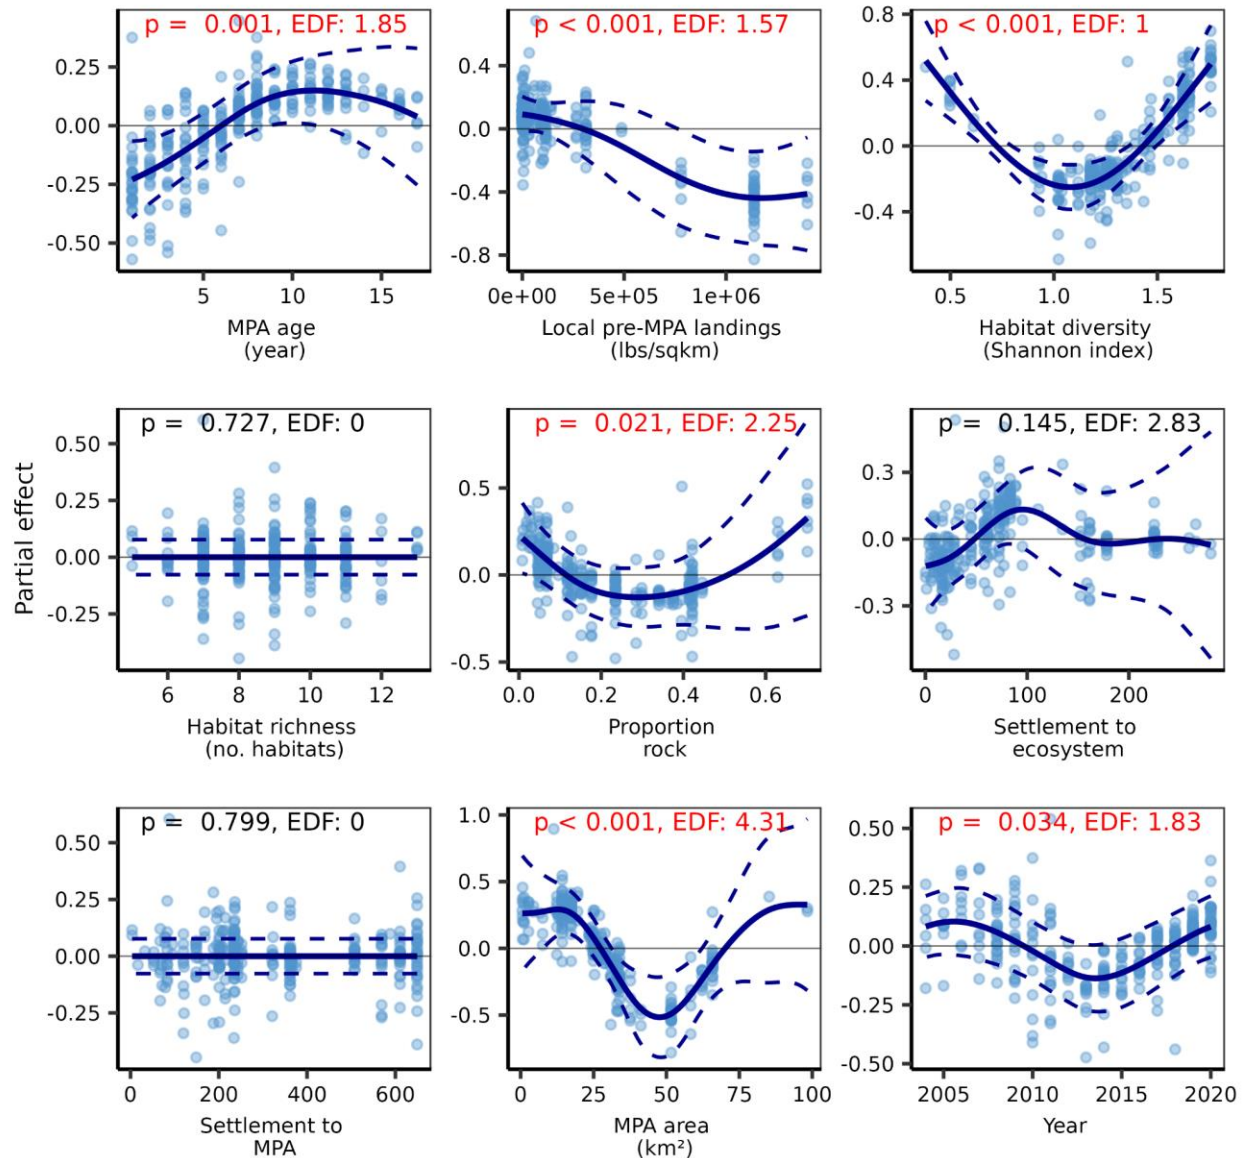 p = 0.001, EDF: 1.85
p < 0.001, EDF: 1.57
p < 0.001, EDF: 1
0.25
0.00
-0.25
-0.50
0.4
0.0
-0.4
-0.8
0.8
0.4
0.0
-0.4
5 10 15
0e+00 5e+05 1e+06
0.5 1.0 1.5
MPA age
(year)
Local pre-MPA landings
(lbs/sqkm)
Habitat diversity
(Shannon index)
Partial effect
p = 0.727, EDF: 0
p = 0.021, EDF: 2.25
p = 0.145, EDF: 2.83
0.50
0.25
0.00
-0.25
0.5
0.0
-0.5
0.3
0.0
-0.3
6 8 10 12
0.0 0.2 0.4 0.6
0 100 200
Habitat richness
(no. habitats)
Proportion
rock
Settlement to
ecosystem
p = 0.799, EDF: 0
p < 0.001, EDF: 4.31
p = 0.034, EDF: 1.83
0.50
0.25
0.00
-0.25
1.0
0.5
0.0
-0.5
0.50
0.25
0.00
-0.25
-0.50
0 200 400 600
0 25 50 75 100
2005 2010 2015 2020
Settlement to
MPA
MPA area
(km²)
Year